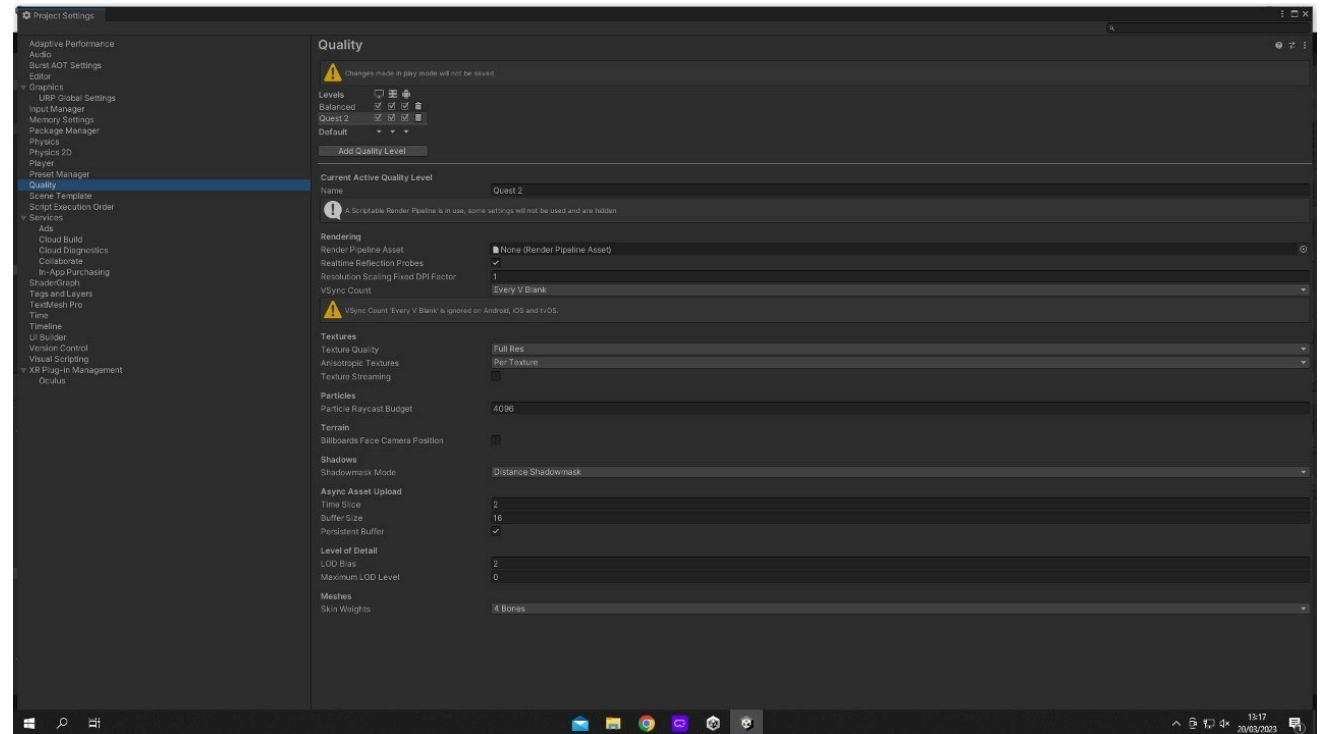 Project Settings
Adaptive Performance
Audio
Burst AOT Settings
Editor
Graphics
URP Global Settings
Input Manager
Memory Settings
Package Manager
Physics
Physics 2D
Player
Preset Manager
Quality
Scene Template
Script Execution Order
Services
Ads
Cloud Build
Cloud Diagnostics
Collaborate
In-App Purchasing
ShaderGraph
Tags and Layers
TextMesh Pro
Time
Timeline
UI Builder
Version Control
Visual Scripting
XR Plug-in Management
Oculus
Quality
Changes made in play mode will not be saved.
Levels
Balanced
Quest 2
Default
Add Quality Level
Current Active Quality Level
Name Quest 2
A Scriptable Render Pipeline is in use, some settings will not be used and are hidden
Rendering
Render Pipeline Asset None (Render Pipeline Asset)
Realtime Reflection Probes
Resolution Scaling Fixed DPI Factor 1
VSync Count Every V Blank
VSync Count 'Every V Blank' is ignored on Android, iOS and tvOS.
Textures
Texture Quality Full Res
Anisotropic Textures Per Texture
Texture Streaming
Particles
Particle Raycast Budget 4096
Terrain
Billboards Face Camera Position
Shadows
Shadowmask Mode Distance Shadowmask
Async Asset Upload
Time Slice 2
Buffer Size 16
Persistent Buffer
Level of Detail
LOD Bias 2
Maximum LOD Level 0
Meshes
Skin Weights 4 Bones
13:17
20/03/2023